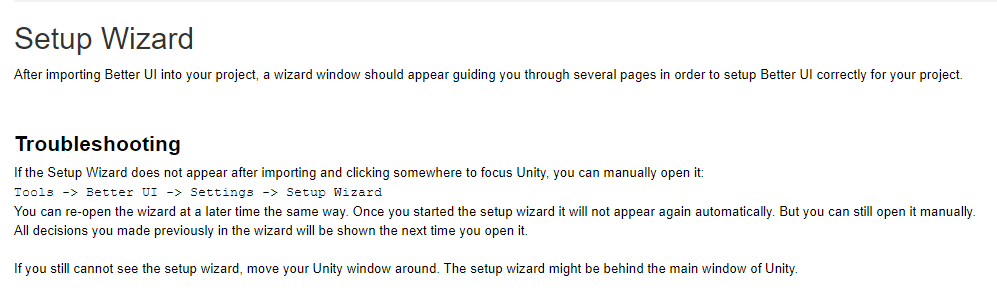 Setup Wizard
After importing Better UI into your project, a wizard window should appear guiding you through several pages in order to setup Better UI correctly for your project.
Troubleshooting
If the Setup Wizard does not appear after importing and clicking somewhere to focus Unity, you can manually open it:
Tools -> Better UI -> Settings -> Setup Wizard
You can re-open the wizard at a later time the same way. Once you started the setup wizard it will not appear again automatically. But you can still open it manually.
All decisions you made previously in the wizard will be shown the next time you open it.
If you still cannot see the setup wizard, move your Unity window around. The setup wizard might be behind the main window of Unity.